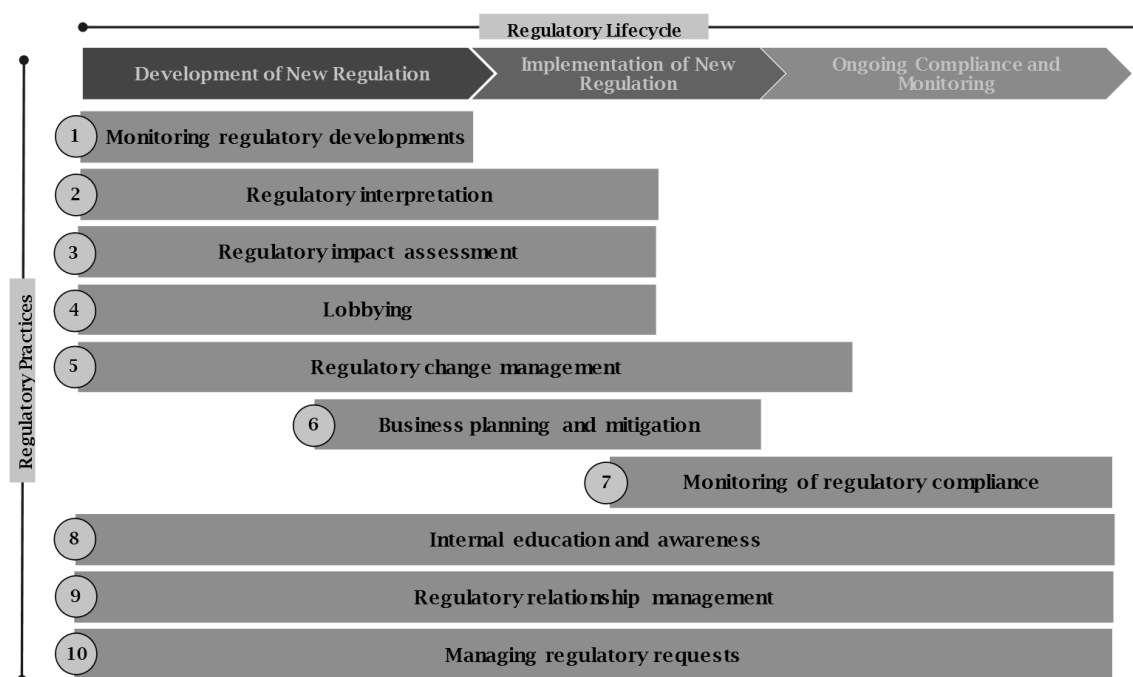 Regulatory Lifecycle
Development of New Regulation
Implementation of New
Regulation
Ongoing Compliance and
Monitoring
Regulatory Practices
1 Monitoring regulatory developments
2 Regulatory interpretation
3 Regulatory impact assessment
4 Lobbying
5 Regulatory change management
6 Business planning and mitigation
7 Monitoring of regulatory compliance
8 Internal education and awareness
9 Regulatory relationship management
10 Managing regulatory requests